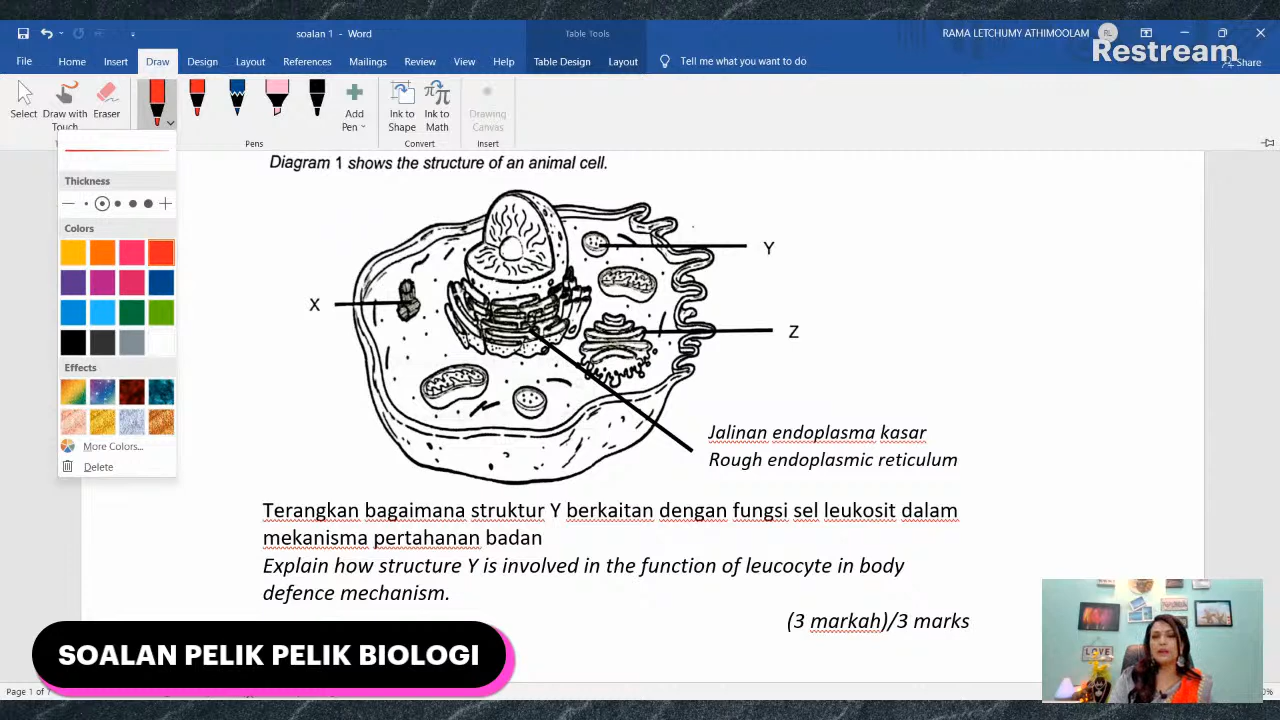 soalan 1 - Word
Table Tools
RAMA LETCHUMY ATHIMOOLAM
RL
Restream
File Home Insert Draw Design Layout References Mailings Review View Help Table Design Layout Tell me what you want to do Share
Select
Draw with Touch
Eraser
Add Pen
Ink to Shape
Ink to Math
Drawing Canvas
Pens
Convert
Insert
Thickness
Colors
Effects
More Colors...
Delete
Diagram 1 shows the structure of an animal cell.
Y
X
Z
Jalinan endoplasma kasar
Rough endoplasmic reticulum
Terangkan bagaimana struktur Y berkaitan dengan fungsi sel leukosit dalam
mekanisma pertahanan badan
Explain how structure Y is involved in the function of leucocyte in body
defence mechanism.
(3 markah)/3 marks
LOVE
SOALAN PELIK PELIK BIOLOGI
Page 1 of 7